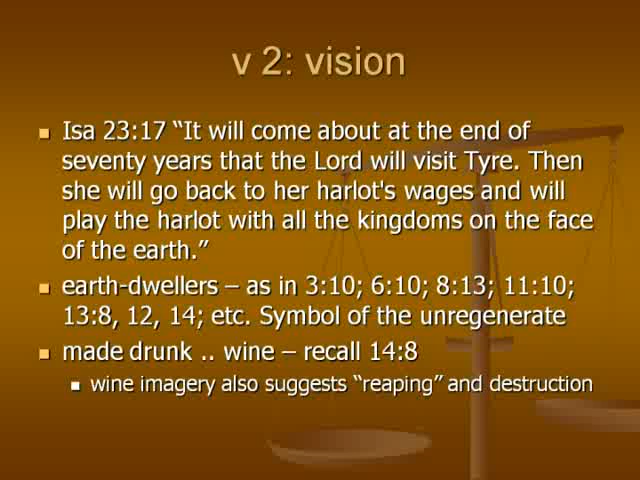 v 2: vision
Isa 23:17 “It will come about at the end of
seventy years that the Lord will visit Tyre. Then
she will go back to her harlot's wages and will
play the harlot with all the kingdoms on the face
of the earth.”
earth-dwellers – as in 3:10; 6:10; 8:13; 11:10;
13:8, 12, 14; etc. Symbol of the unregenerate
made drunk .. wine – recall 14:8
wine imagery also suggests “reaping” and destruction